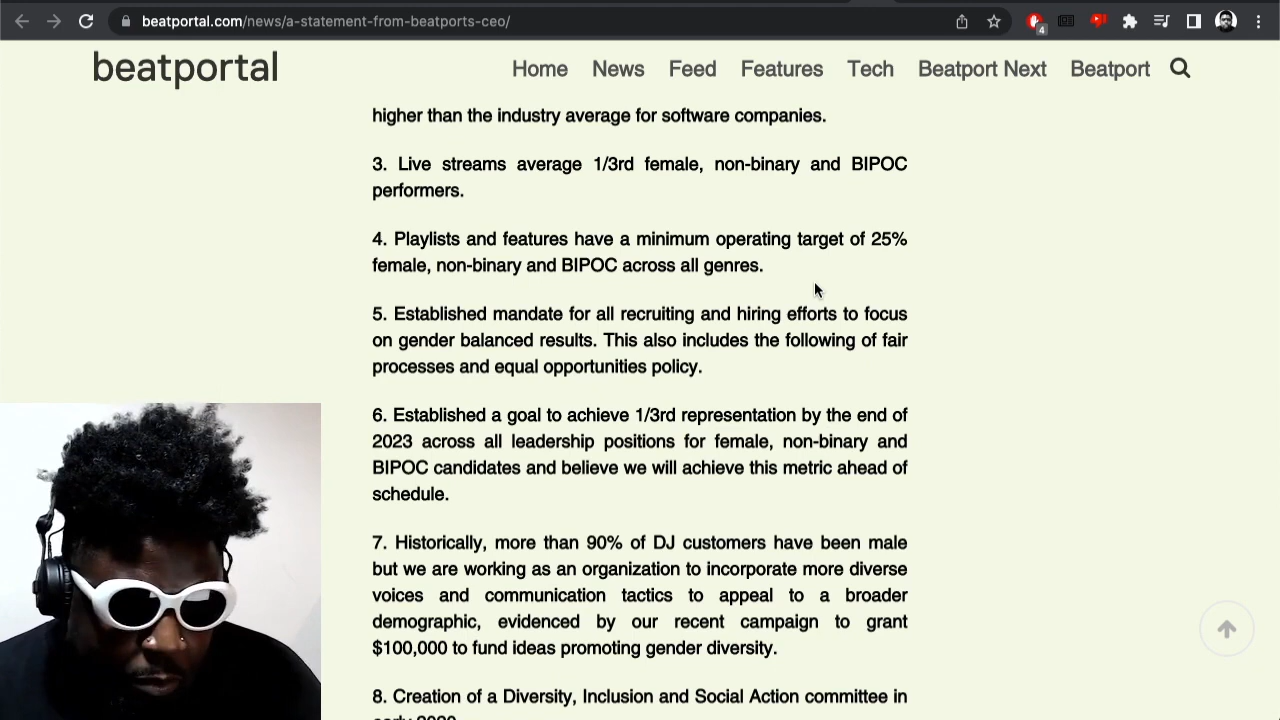 beatportal.com/news/a-statement-from-beatports-ceo/
4
beatportal
Home News Feed Features Tech Beatport Next Beatport
higher than the industry average for software companies.
3. Live streams average 1/3rd female, non-binary and BIPOC
performers.
4. Playlists and features have a minimum operating target of 25%
female, non-binary and BIPOC across all genres.
5. Established mandate for all recruiting and hiring efforts to focus
on gender balanced results. This also includes the following of fair
processes and equal opportunities policy.
6. Established a goal to achieve 1/3rd representation by the end of
2023 across all leadership positions for female, non-binary and
BIPOC candidates and believe we will achieve this metric ahead of
schedule.
7. Historically, more than 90% of DJ customers have been male
but we are working as an organization to incorporate more diverse
voices and communication tactics to appeal to a broader
demographic, evidenced by our recent campaign to grant
$100,000 to fund ideas promoting gender diversity.
8. Creation of a Diversity, Inclusion and Social Action committee in
early 2020